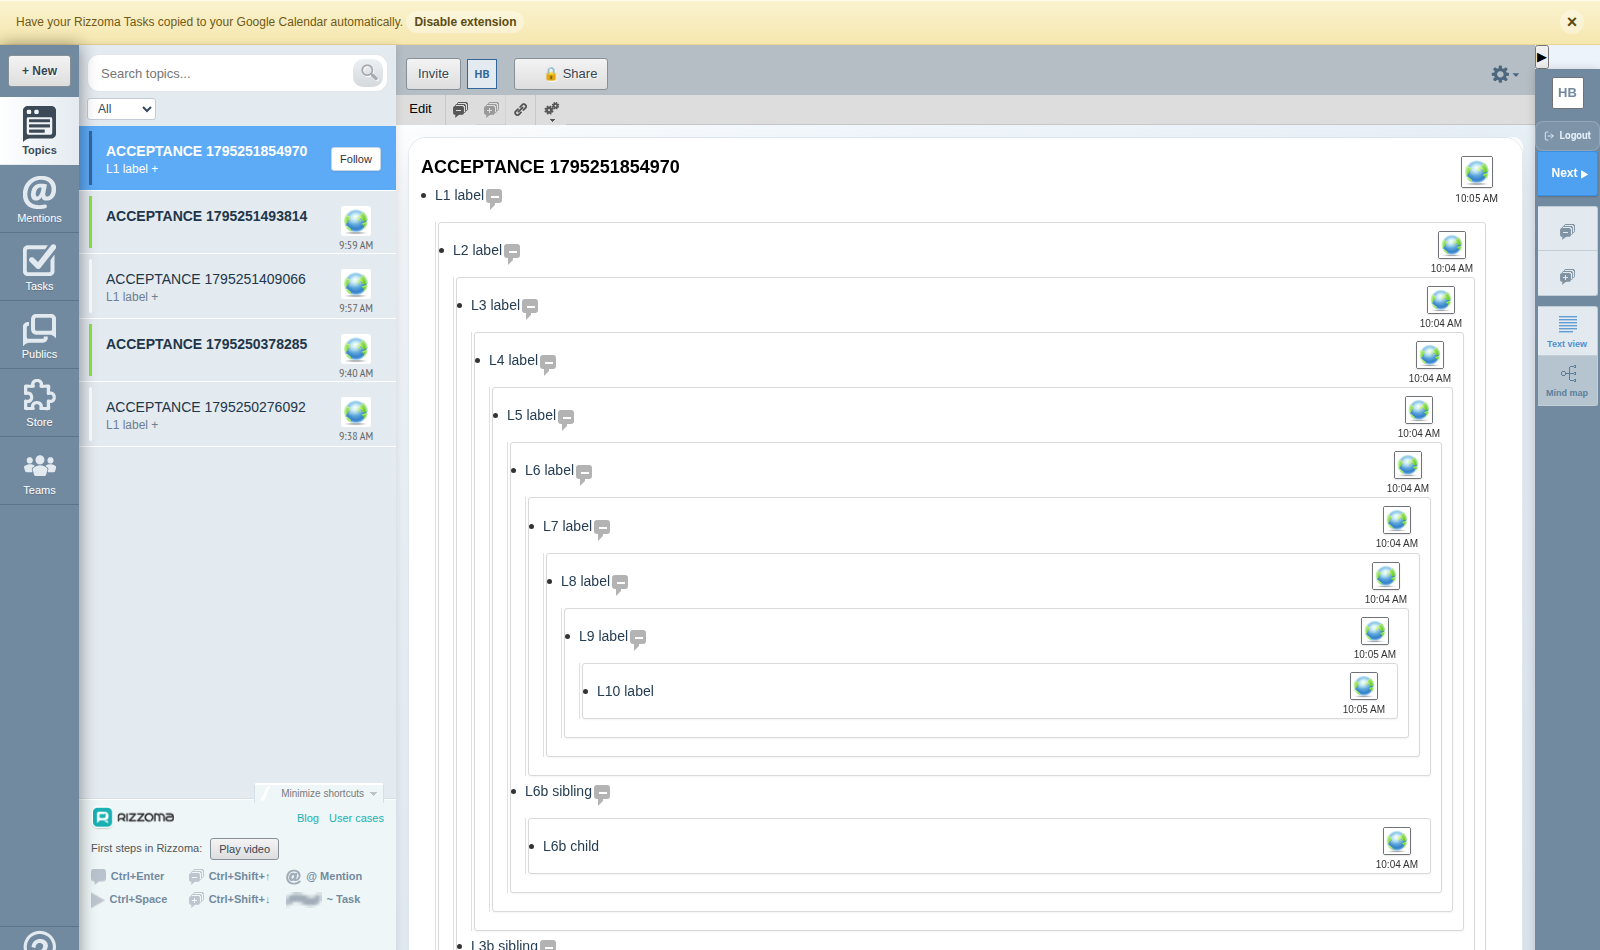 Have your Rizzoma Tasks copied to your Google Calendar automatically. Disable extension
+ New
Topics
Mentions
Tasks
Publics
Store
Teams
Search topics...
All
ACCEPTANCE 1795251854970
L1 label +
Follow
ACCEPTANCE 1795251493814
9:59 AM
ACCEPTANCE 1795251409066
L1 label +
9:57 AM
ACCEPTANCE 1795250378285
9:40 AM
ACCEPTANCE 1795250276092
L1 label +
9:38 AM
Minimize shortcuts
RIZZOMA
Blog User cases
First steps in Rizzoma: Play video
Ctrl+Enter Ctrl+Shift+↑ @ Mention
Ctrl+Space Ctrl+Shift+↓ ~ Task
Invite HB Share
Edit
ACCEPTANCE 1795251854970
L1 label
10:05 AM
L2 label
10:04 AM
L3 label
10:04 AM
L4 label
10:04 AM
L5 label
10:04 AM
L6 label
10:04 AM
L7 label
10:04 AM
L8 label
10:04 AM
L9 label
10:05 AM
L10 label
10:05 AM
L6b sibling
L6b child
10:04 AM
L3b sibling
HB
Logout
Next
Text view
Mind map